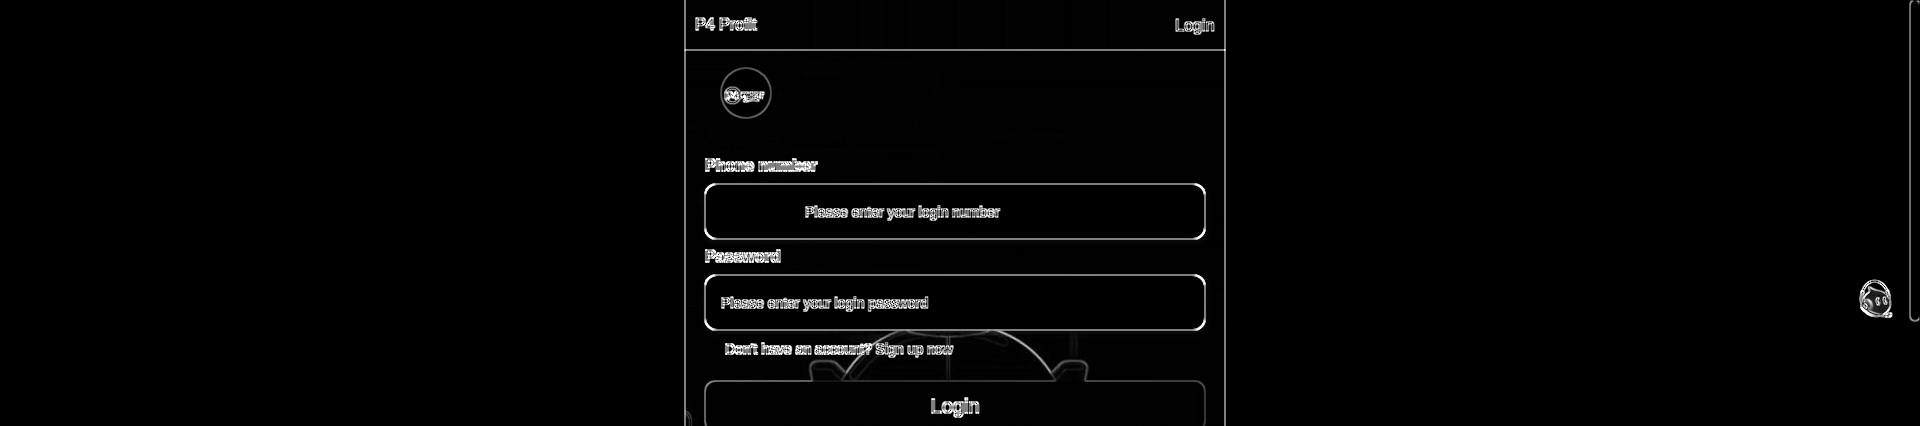 P4 Profit
Login
Phone number
Please enter your login number
Password
Please enter your login password
Don't have an account? Sign up now
Login